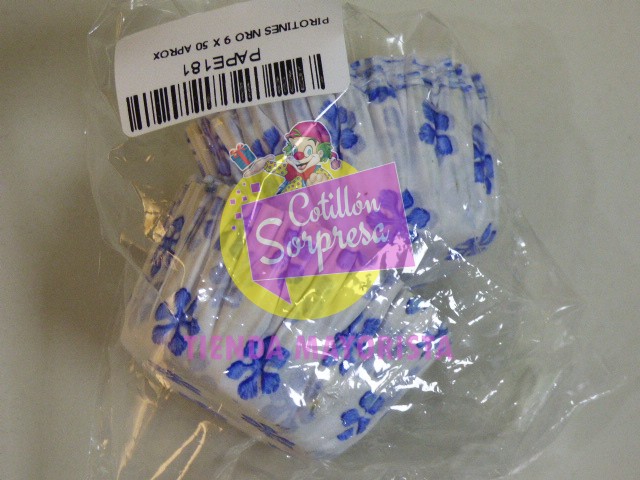 PIROTINES NRO 9 X 50 APROX
PAPE181
Cotillón
Sorpresa
TIENDA MAYORISTA